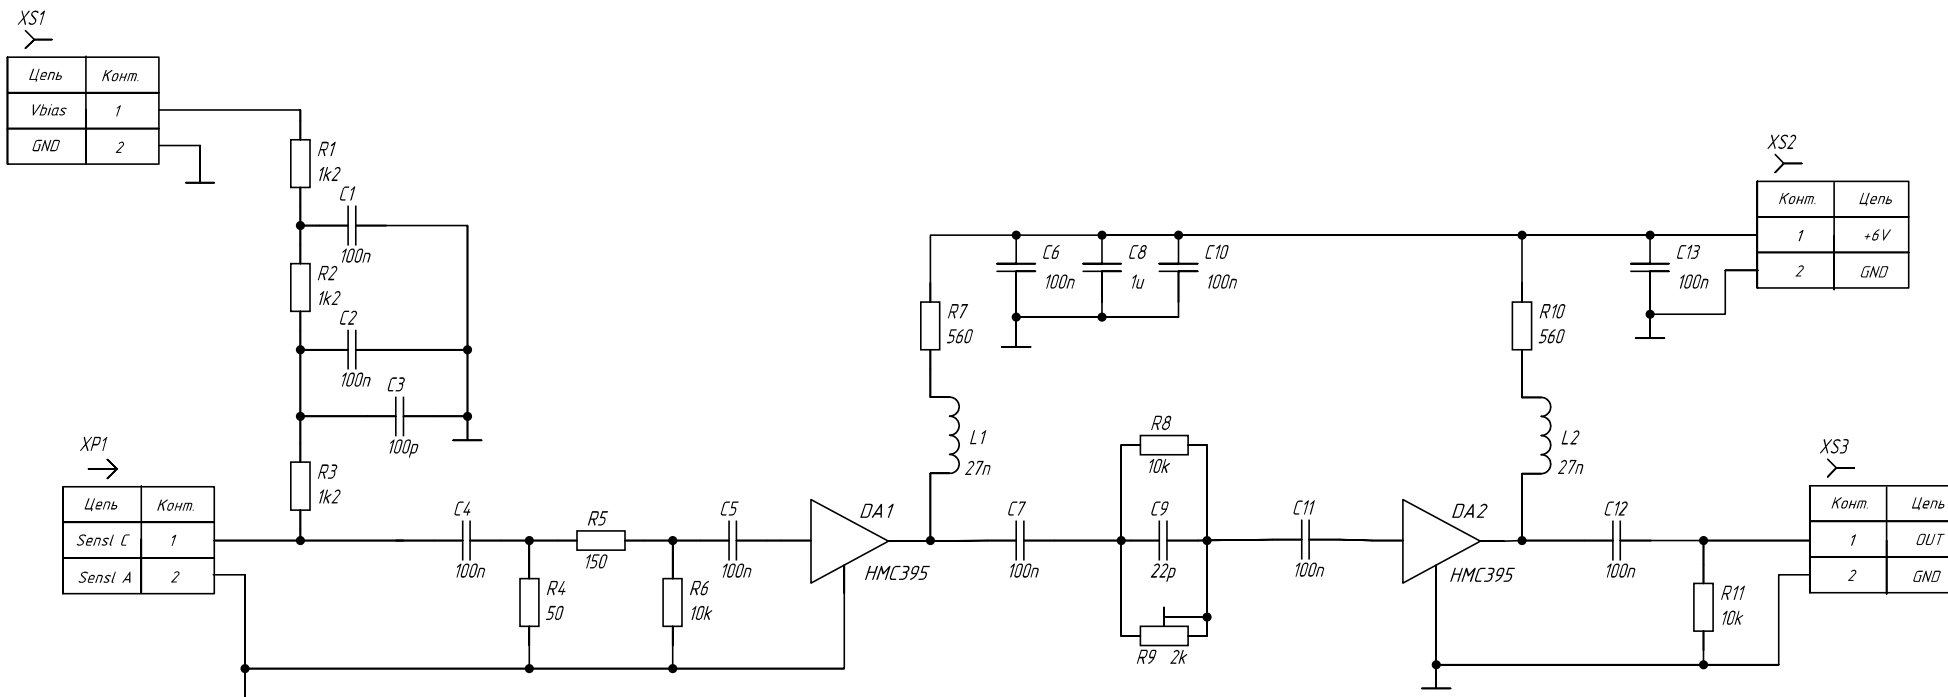 XS1
Цепь Конт.
Vbias 1
GND 2
R1
1k2
C1
100n
R2
1k2
C2
100n
C3
100p
R3
1k2
XP1
Цепь Конт.
Sensl C 1
Sensl A 2
C4
100n
R5
150
R4
50
R6
10k
C5
100n
DA1
HMC395
R7
560
L1
27n
C6
100n
C8
1u
C10
100n
C7
100n
R8
10k
C9
22p
R9 2k
C11
100n
DA2
HMC395
R10
560
L2
27n
C13
100n
XS2
Конт. Цепь
1 +6V
2 GND
C12
100n
R11
10k
XS3
Конт. Цепь
1 OUT
2 GND